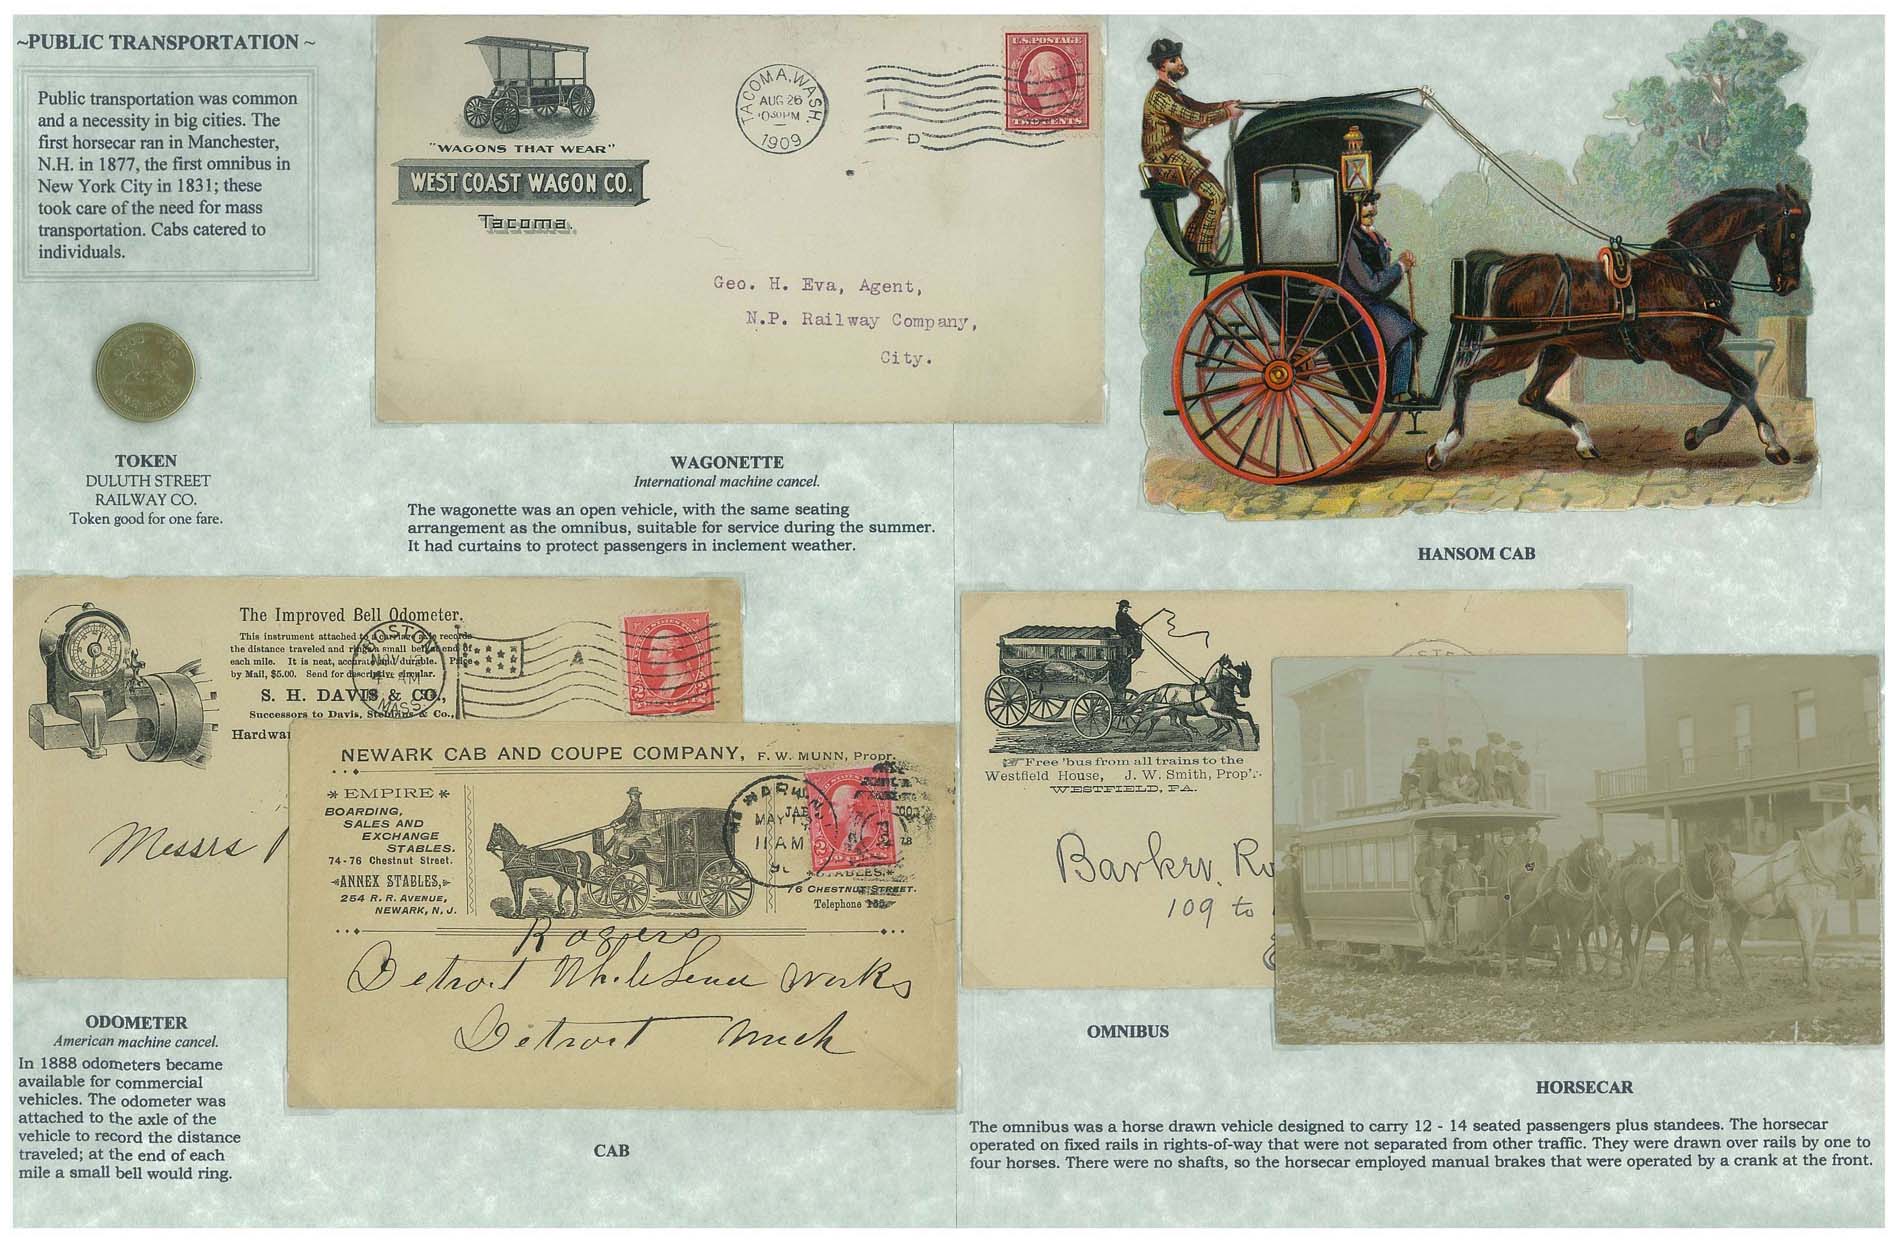 ~PUBLIC TRANSPORTATION ~
Public transportation was common
and a necessity in big cities. The
first horsecar ran in Manchester,
N.H. in 1877, the first omnibus in
New York City in 1831; these
took care of the need for mass
transportation. Cabs catered to
individuals.
GOOD FOR
ONE FARE
TOKEN
DULUTH STREET
RAILWAY CO.
Token good for one fare.
"WAGONS THAT WEAR"
WEST COAST WAGON CO.
Tacoma.
TACOMA, WASH.
AUG 26
1909
D
U.S. POSTAGE
TWO CENTS
Geo. H. Eva, Agent,
N.P. Railway Company,
City.
WAGONETTE
International machine cancel.
The wagonette was an open vehicle, with the same seating
arrangement as the omnibus, suitable for service during the summer.
It had curtains to protect passengers in inclement weather.
HANSOM CAB
The Improved Bell Odometer.
This instrument attached to a carriage axle records
the distance traveled and rings a small bell at end of
each mile. It is neat, accurate and durable. Price
by Mail, $5.00. Send for descriptive circular.
S. H. DAVIS & CO.,
Successors to Davis, Stebbins & Co.,
Hardwa
BOSTON
NOV 12
MASS.
A
2 2
Messrs
NEWARK CAB AND COUPE COMPANY, F. W. MUNN, Propr.
EMPIRE
BOARDING,
SALES AND
EXCHANGE
STABLES.
74-76 Chestnut Street.
ANNEX STABLES,
254 R. R. AVENUE,
NEWARK, N. J.
MAY
11 AM
STABLES.
76 CHESTNUT STREET.
Telephone
Rogers
Detroit White Lead Works
Detroit Mich
ODOMETER
American machine cancel.
In 1888 odometers became
available for commercial
vehicles. The odometer was
attached to the axle of the
vehicle to record the distance
traveled; at the end of each
mile a small bell would ring.
CAB
Free 'bus from all trains to the
Westfield House, J. W. Smith, Prop'r.
WESTFIELD, PA.
109 to
OMNIBUS
HORSECAR
The omnibus was a horse drawn vehicle designed to carry 12 - 14 seated passengers plus standees. The horsecar
operated on fixed rails in rights-of-way that were not separated from other traffic. They were drawn over rails by one to
four horses. There were no shafts, so the horsecar employed manual brakes that were operated by a crank at the front.